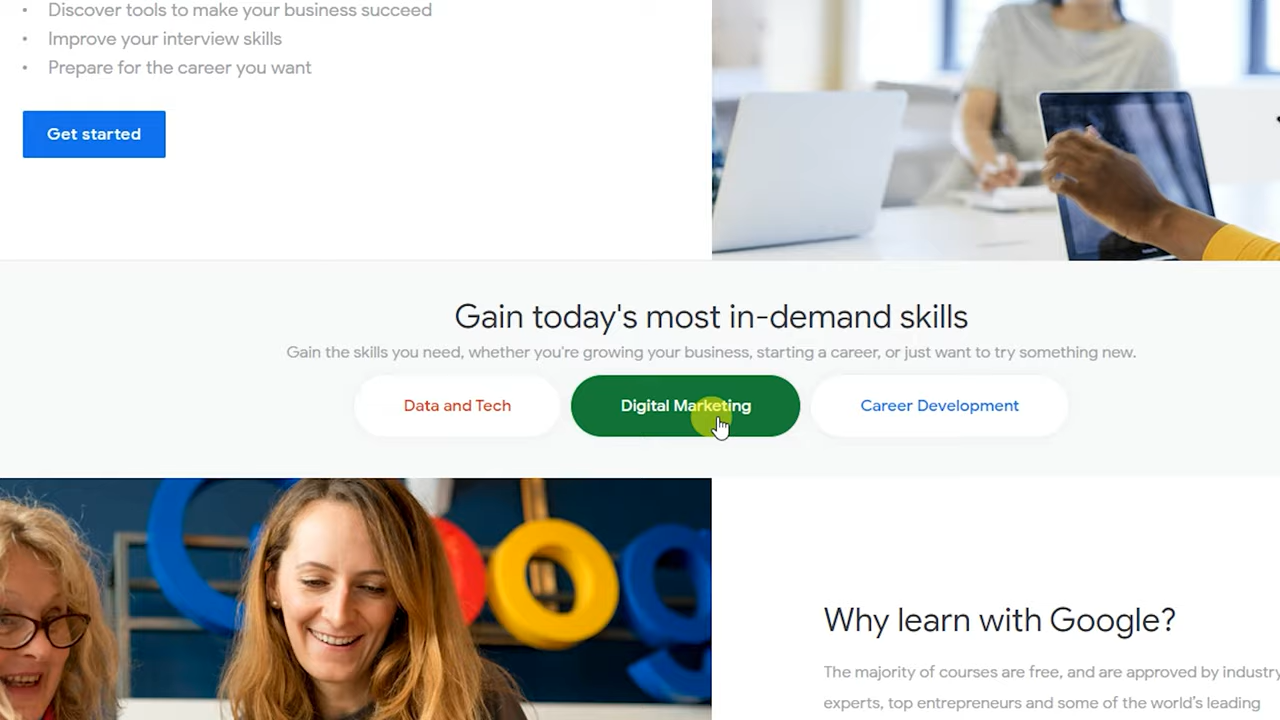 Discover tools to make your business succeed
Improve your interview skills
Prepare for the career you want
Get started
Gain today's most in-demand skills
Gain the skills you need, whether you're growing your business, starting a career, or just want to try something new.
Data and Tech
Digital Marketing
Career Development
Why learn with Google?
The majority of courses are free, and are approved by industry
experts, top entrepreneurs and some of the world's leading